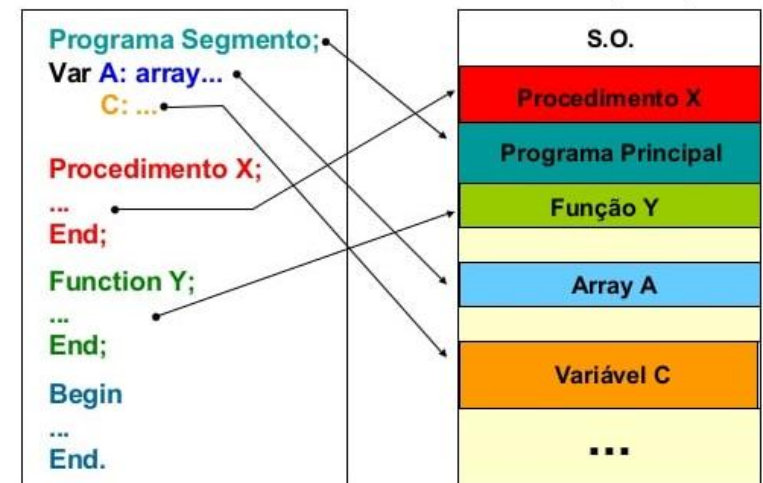 Programa Segmento;
Var A: array...
C: ...
Procedimento X;
...
End;
Function Y;
...
End;
Begin
...
End.
S.O.
Procedimento X
Programa Principal
Função Y
Array A
Variável C
...